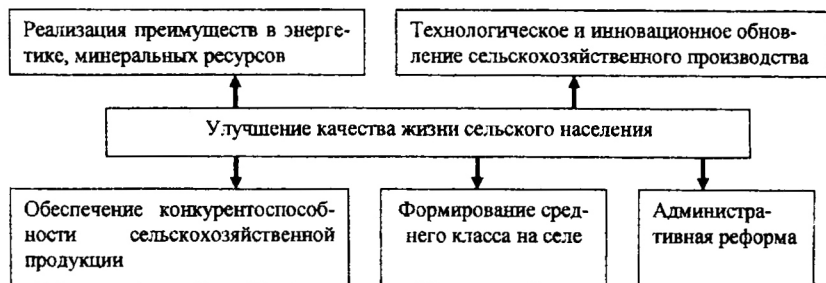 Реализация преимуществ в энерге-
тике, минеральных ресурсов
Технологическое и инновационное обнов-
ление сельскохозяйственного производства
Улучшение качества жизни сельского населения
Обеспечение конкурентоспособ-
ности сельскохозяйственной
продукции
Формирование сред-
него класса на селе
Администра-
тивная реформа